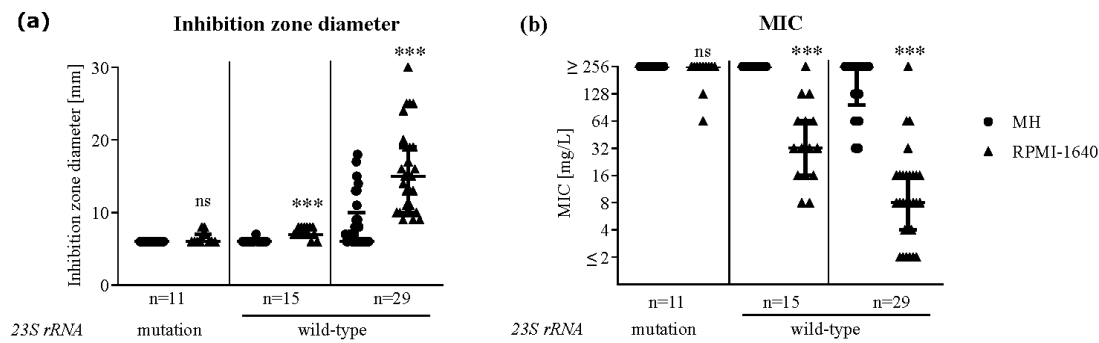 (a)
Inhibition zone diameter
Inhibition zone diameter [mm]
30
20
10
0
ns
***
***
n=11
n=15
n=29
23S rRNA
mutation
wild-type
(b)
MIC
MIC [mg/L]
≥ 256
128
64
32
16
8
4
≤ 2
ns
***
***
n=11
n=15
n=29
23S rRNA
mutation
wild-type
MH
RPMI-1640